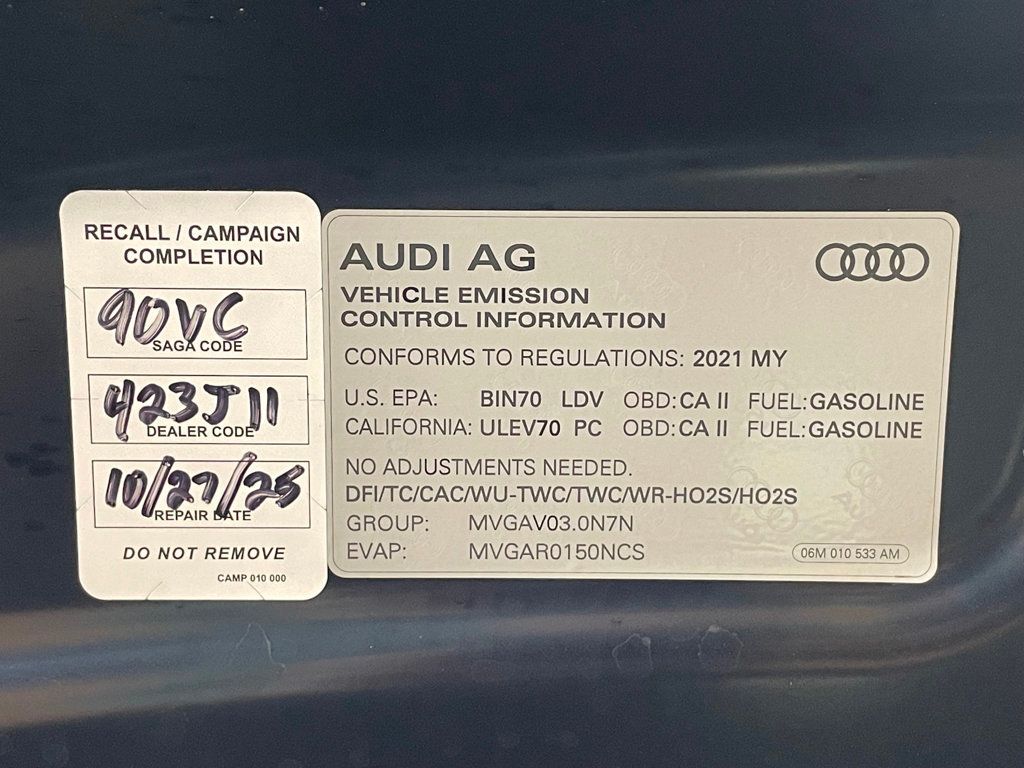 RECALL / CAMPAIGN
COMPLETION
90VC
SAGA CODE
423J11
DEALER CODE
10/27/25
REPAIR DATE
DO NOT REMOVE
CAMP 010 000
AUDI AG
VEHICLE EMISSION
CONTROL INFORMATION
CONFORMS TO REGULATIONS: 2021 MY
U.S. EPA: BIN70 LDV OBD: CA II FUEL: GASOLINE
CALIFORNIA: ULEV70 PC OBD: CA II FUEL: GASOLINE
NO ADJUSTMENTS NEEDED.
DFI/TC/CAC/WU-TWC/TWC/WR-HO2S/HO2S
GROUP: MVGAV03.0N7N
EVAP: MVGAR0150NCS
06M 010 533 AM